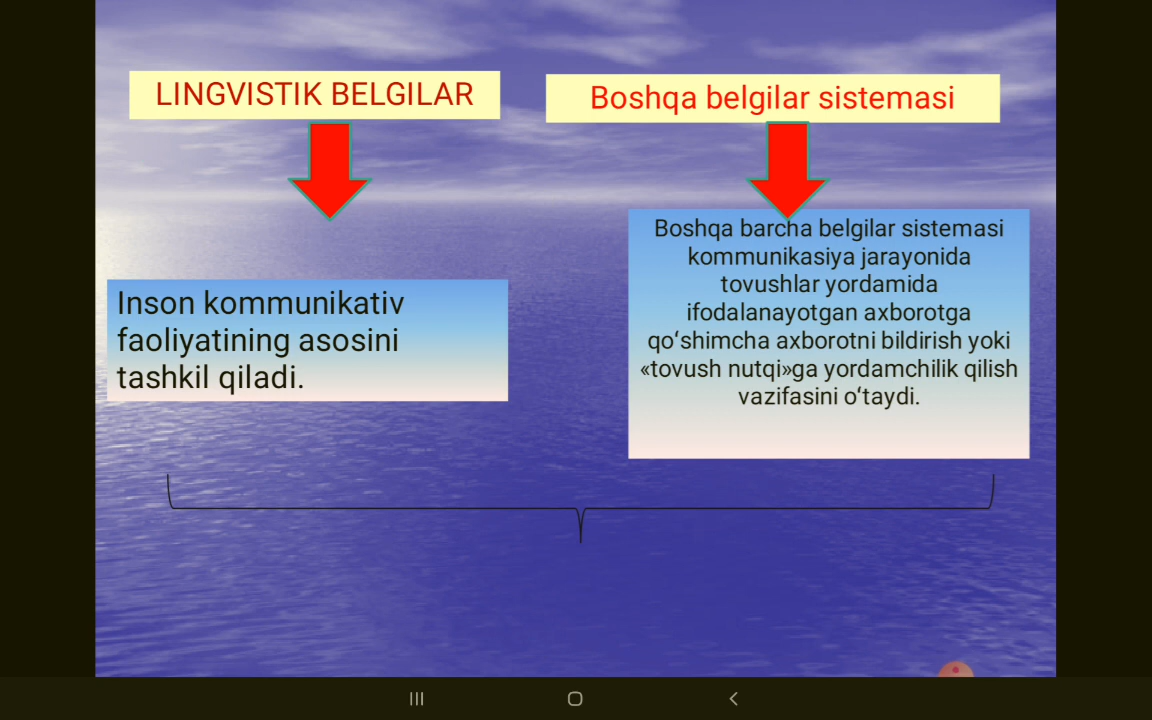 LINGVISTIK BELGILAR
Boshqa belgilar sistemasi
Inson kommunikativ
faoliyatining asosini
tashkil qiladi.
Boshqa barcha belgilar sistemasi
kommunikasiya jarayonida
tovushlar yordamida
ifodalanayotgan axborotga
qo‘shimcha axborotni bildirish yoki
«tovush nutqi»ga yordamchilik qilish
vazifasini o‘taydi.